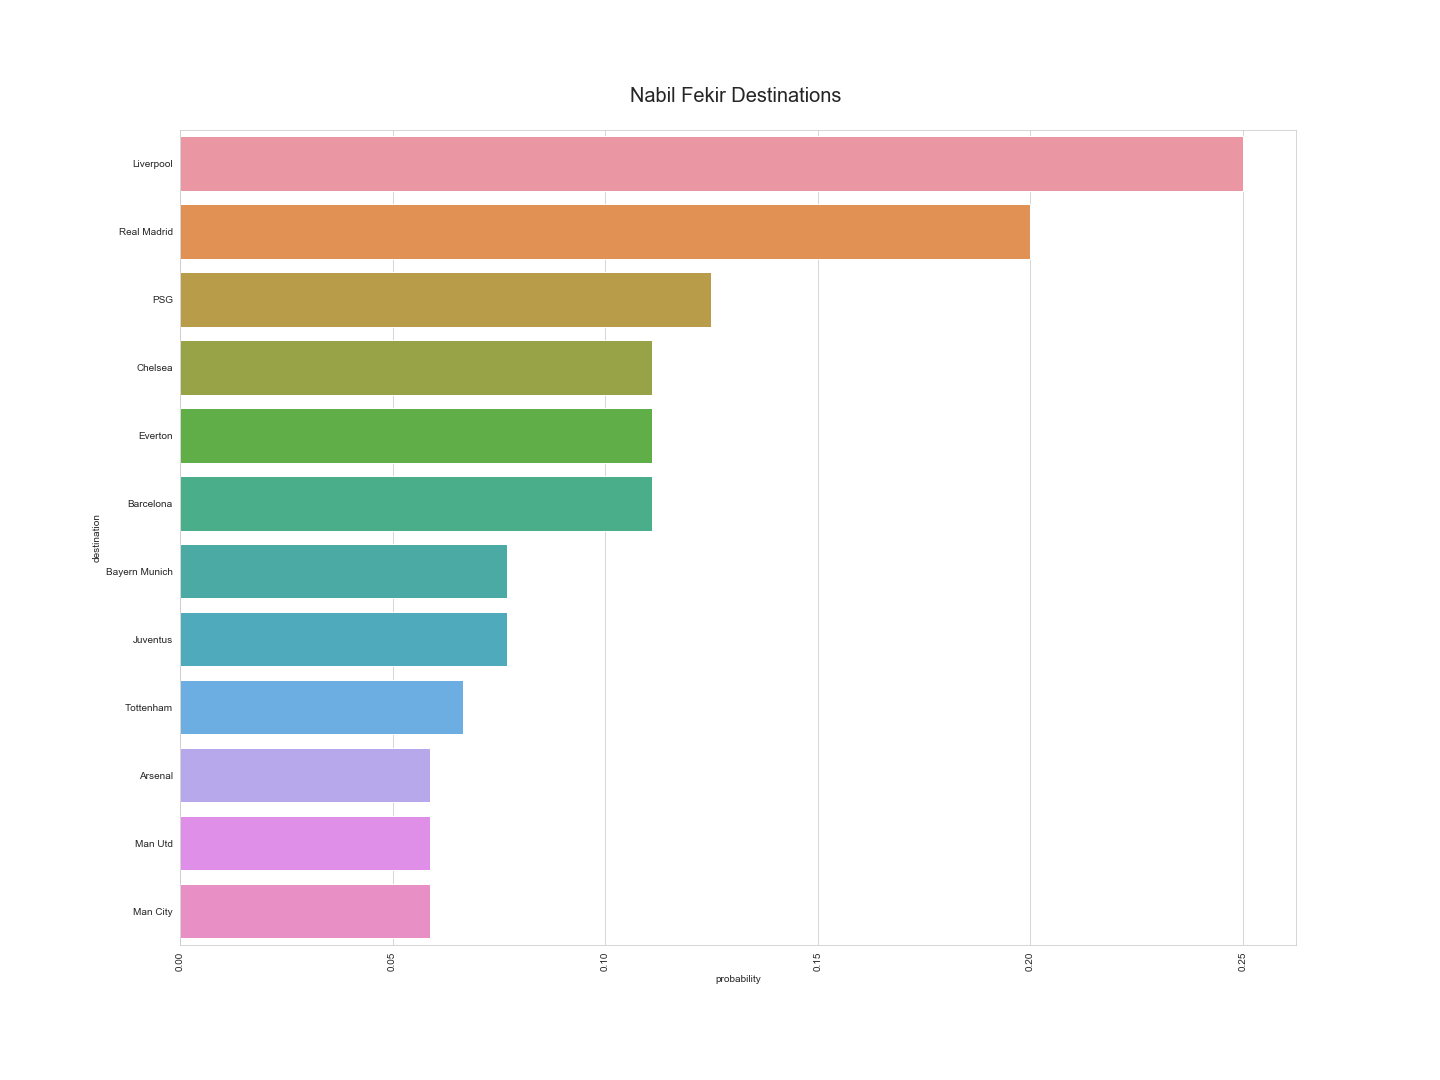 Nabil Fekir Destinations
Liverpool
Real Madrid
PSG
Chelsea
Everton
Barcelona
Bayern Munich
Juventus
Tottenham
Arsenal
Man Utd
Man City
destination
0.00 0.05 0.10 0.15 0.20 0.25
probability